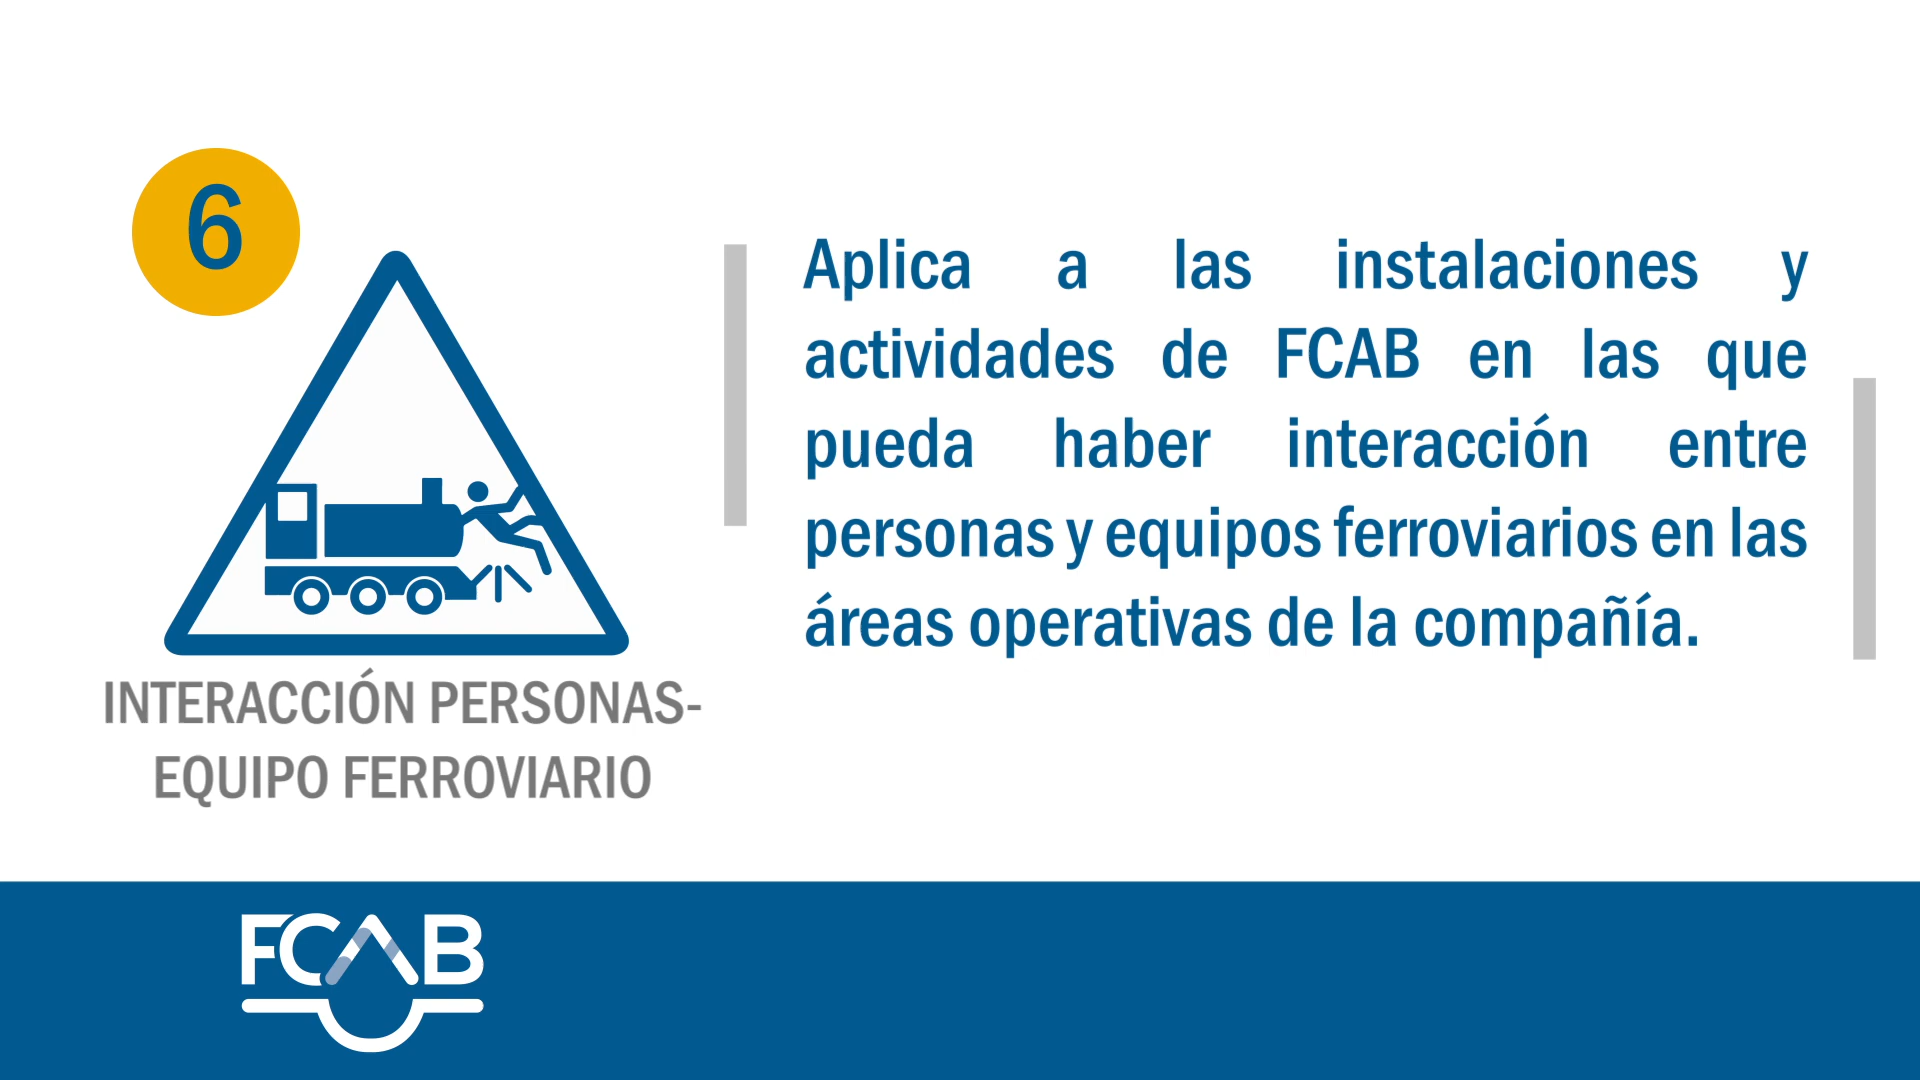 6
INTERACCIÓN PERSONAS-
EQUIPO FERROVIARIO
Aplica a las instalaciones y
actividades de FCAB en las que
pueda haber interacción entre
personas y equipos ferroviarios en las
áreas operativas de la compañía.
FCAB